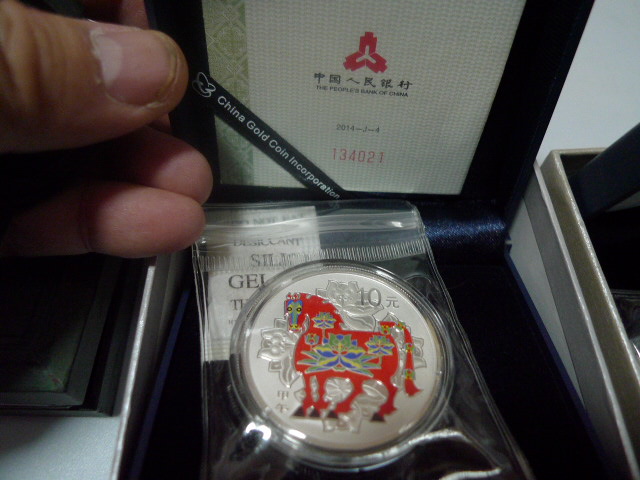 中国人民银行
THE PEOPLE'S BANK OF CHINA
2014-J-4
134021
China Gold Coin Incorporation
DESICCANT
SILI
GEL
10元
甲午